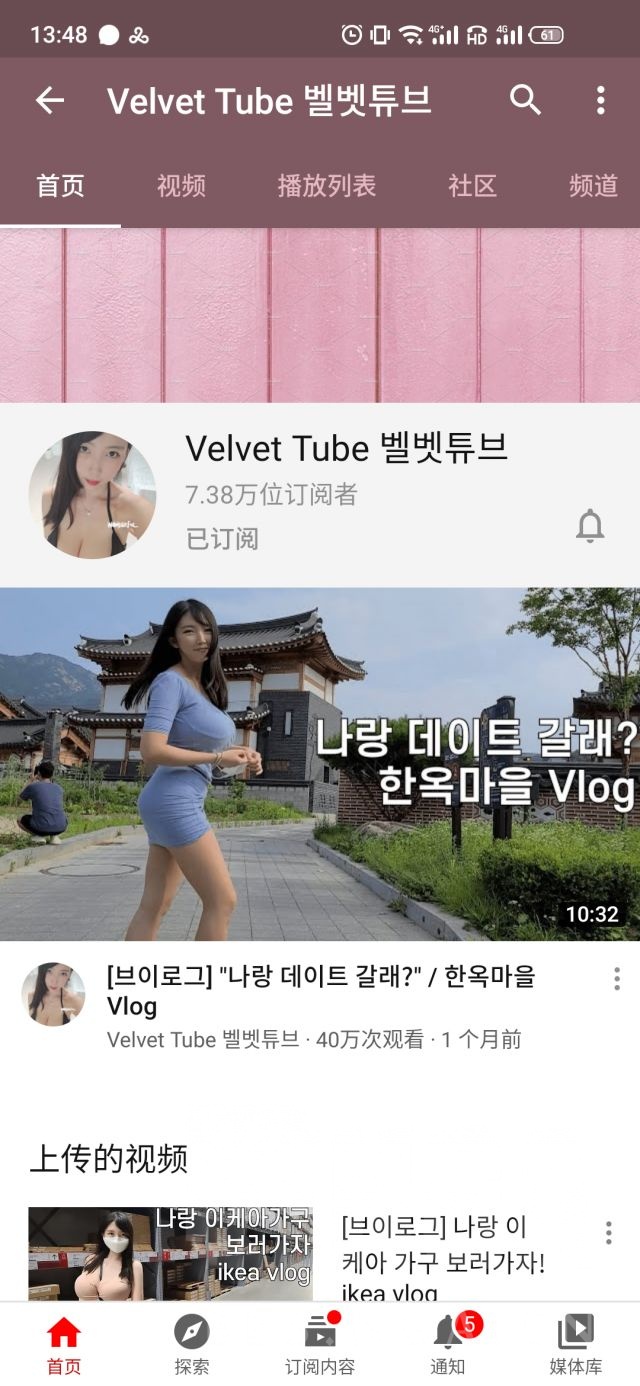 13:48
4G+
HD
4G
61
Velvet Tube 벨벳튜브
首页
视频
播放列表
社区
频道
Velvet Tube 벨벳튜브
7.38万位订阅者
已订阅
나랑 데이트 갈래?
한옥마을 Vlog
10:32
[브이로그] "나랑 데이트 갈래?" / 한옥마을
Vlog
Velvet Tube 벨벳튜브 · 40万次观看 · 1 个月前
上传的视频
나랑 이케아가구
보러가자
ikea vlog
[브이로그] 나랑 이
케아 가구 보러가자!
ikea vlog
首页
探索
订阅内容
5
通知
媒体库